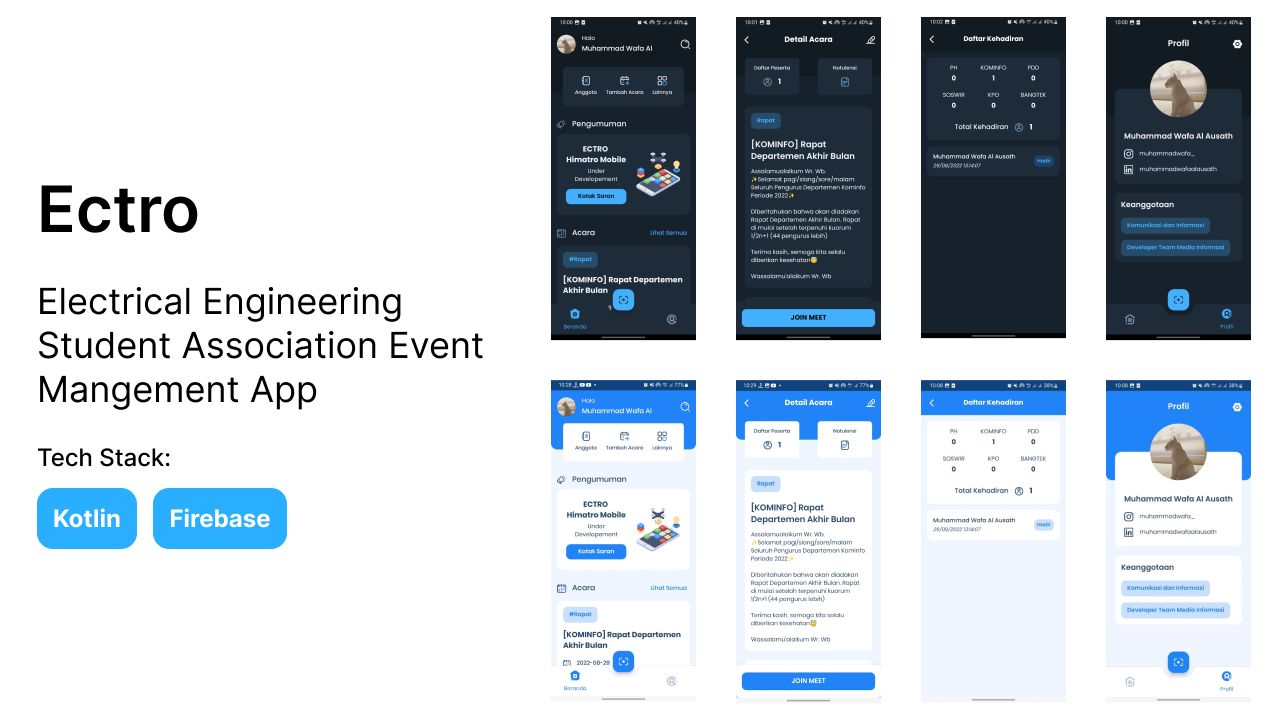 Ectro
Electrical Engineering
Student Association Event
Mangement App
Tech Stack:
Kotlin
Firebase
10:00
40%
Halo
Muhammad Wafa Al
Anggota
Tambah Acara
Lainnya
Pengumuman
ECTRO
Himatro Mobile
Under
Developement
Kotak Saran
Acara
Lihat Semua
#Rapat
[KOMINFO] Rapat Departemen
Akhir Bulan
Beranda
10:01
40%
Detail Acara
Daftar Peserta
1
Notulensi
Rapat
[KOMINFO] Rapat
Departemen Akhir Bulan
Assalamualaikum Wr. Wb.
✨Selamat pagi/siang/sore/malam
Seluruh Pengurus Departemen Kominfo
Periode 2022✨
Diberitahukan bahwa akan diadakan
Rapat Departemen Akhir Bulan. Rapat
di mulai setelah terpenuhi kuorum
1/2n+1 (44 pengurus lebih)
Terima kasih, semoga kita selalu
diberikan kesehatan😇
Wassalamu'alaikum Wr. Wb
JOIN MEET
10:02
40%
Daftar Kehadiran
PH
KOMINFO
PDD
0
1
0
SOSWIR
KPO
BANGTEK
0
0
0
Total Kehadiran 1
Muhammad Wafa Al Ausath
29/08/2022 13:14:07
Hadir
10:00
40%
Profil
Muhammad Wafa Al Ausath
muhammadwafa_
muhammadwafaalausath
Keanggotaan
Komunikasi dan Informasi
Developer Team Media Informasi
Profil
10:28
77%
Halo
Muhammad Wafa Al
Anggota
Tambah Acara
Lainnya
Pengumuman
ECTRO
Himatro Mobile
Under
Developement
Kotak Saran
Acara
Lihat Semua
#Rapat
[KOMINFO] Rapat Departemen
Akhir Bulan
2022-08-29
Beranda
10:29
77%
Detail Acara
Daftar Peserta
1
Notulensi
Rapat
[KOMINFO] Rapat
Departemen Akhir Bulan
Assalamualaikum Wr. Wb.
✨Selamat pagi/siang/sore/malam
Seluruh Pengurus Departemen Kominfo
Periode 2022✨
Diberitahukan bahwa akan diadakan
Rapat Departemen Akhir Bulan. Rapat
di mulai setelah terpenuhi kuorum
1/2n+1 (44 pengurus lebih)
Terima kasih, semoga kita selalu
diberikan kesehatan😇
Wassalamu'alaikum Wr. Wb
JOIN MEET
10:08
38%
Daftar Kehadiran
PH
KOMINFO
PDD
0
1
0
SOSWIR
KPO
BANGTEK
0
0
0
Total Kehadiran 1
Muhammad Wafa Al Ausath
29/08/2022 13:14:07
Hadir
10:08
38%
Profil
Muhammad Wafa Al Ausath
muhammadwafa_
muhammadwafaalausath
Keanggotaan
Komunikasi dan Informasi
Developer Team Media Informasi
Profil